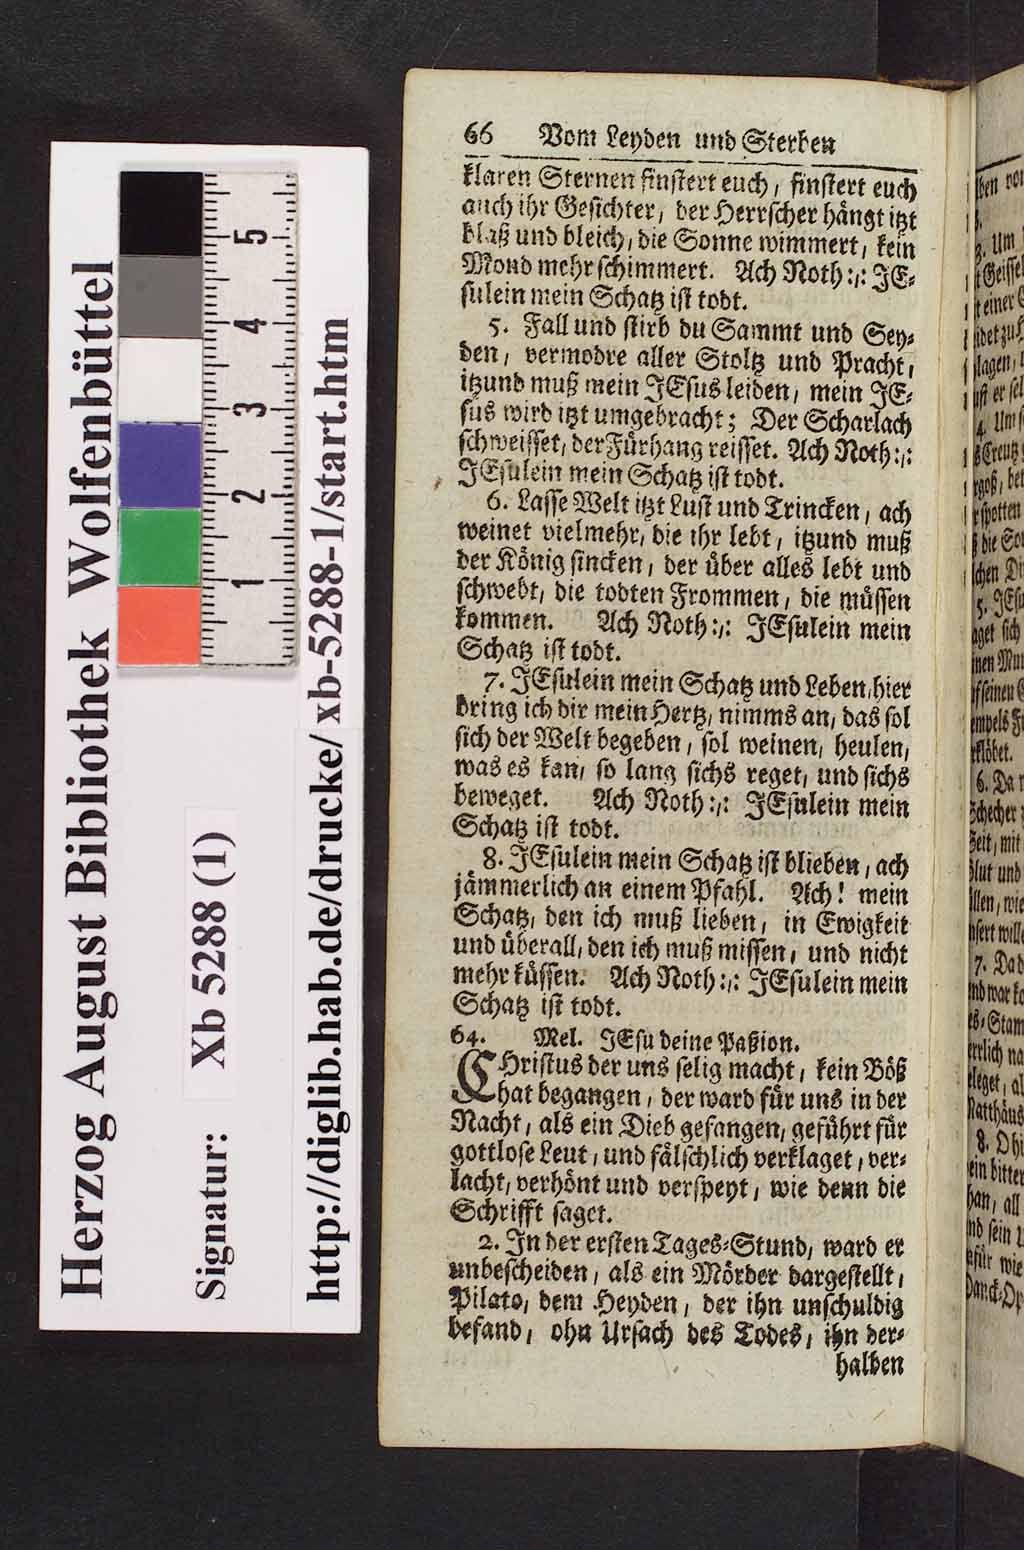 Herzog August Bibliothek Wolfenbüttel
Signatur: Xb 5288 (1)
http://diglib.hab.de/drucke/ xb-5288-1/start.htm
5
4
3
2
1
66 Vom Leyden und Sterben
klaren Sternen finstert euch, finstert euch
auch ihr Gesichter, der Herrscher hängt itzt
blaß und bleich, die Sonne wimmert, kein
Mond mehr schimmert. Ach Noth:,: JE-
sulein mein Schatz ist todt.
5. Fall und stirb du Sammt und Sey-
den, vermodre aller Stoltz und Pracht,
itzund muß mein JEsus leiden, mein JE-
sus wird itzt umgebracht; Der Scharlach
schweisset, der Fürhang reisset. Ach Noth:,:
JEsulein mein Schatz ist todt.
6. Lasse Welt itzt Lust und Trincken, ach
weinet vielmehr, die ihr lebt, itzund muß
der König sincken, der über alles lebt und
schwebt, die todten Frommen, die müssen
kommen. Ach Noth:,: JEsulein mein
Schatz ist todt.
7. JEsulein mein Schatz und Leben, hier
bring ich dir mein Hertz, nimms an, das sol
sich der Welt begeben, sol weinen, heulen,
was es kan, so lang sichs reget, und sichs
beweget. Ach Noth:,: JEsulein mein
Schatz ist todt.
8. JEsulein mein Schatz ist blieben, ach
jämmerlich an einem Pfahl. Ach! mein
Schatz, den ich muß lieben, in Ewigkeit
und überall, den ich muß missen, und nicht
mehr küssen. Ach Noth:,: JEsulein mein
Schatz ist todt.
64. Mel. JEsu deine Paßion.
CHristus der uns selig macht, kein Böß
hat begangen, der ward für uns in der
Nacht, als ein Dieb gefangen, geführt für
gottlose Leut, und fälschlich verklaget, ver-
lacht, verhönt und verspeyt, wie denn die
Schrifft saget.
2. In der ersten Tages-Stund, ward er
unbescheiden, als ein Mörder dargestellt,
Pilato, dem Heyden, der ihn unschuldig
befand, ohn Ursach des Todes, ihn der-
halben